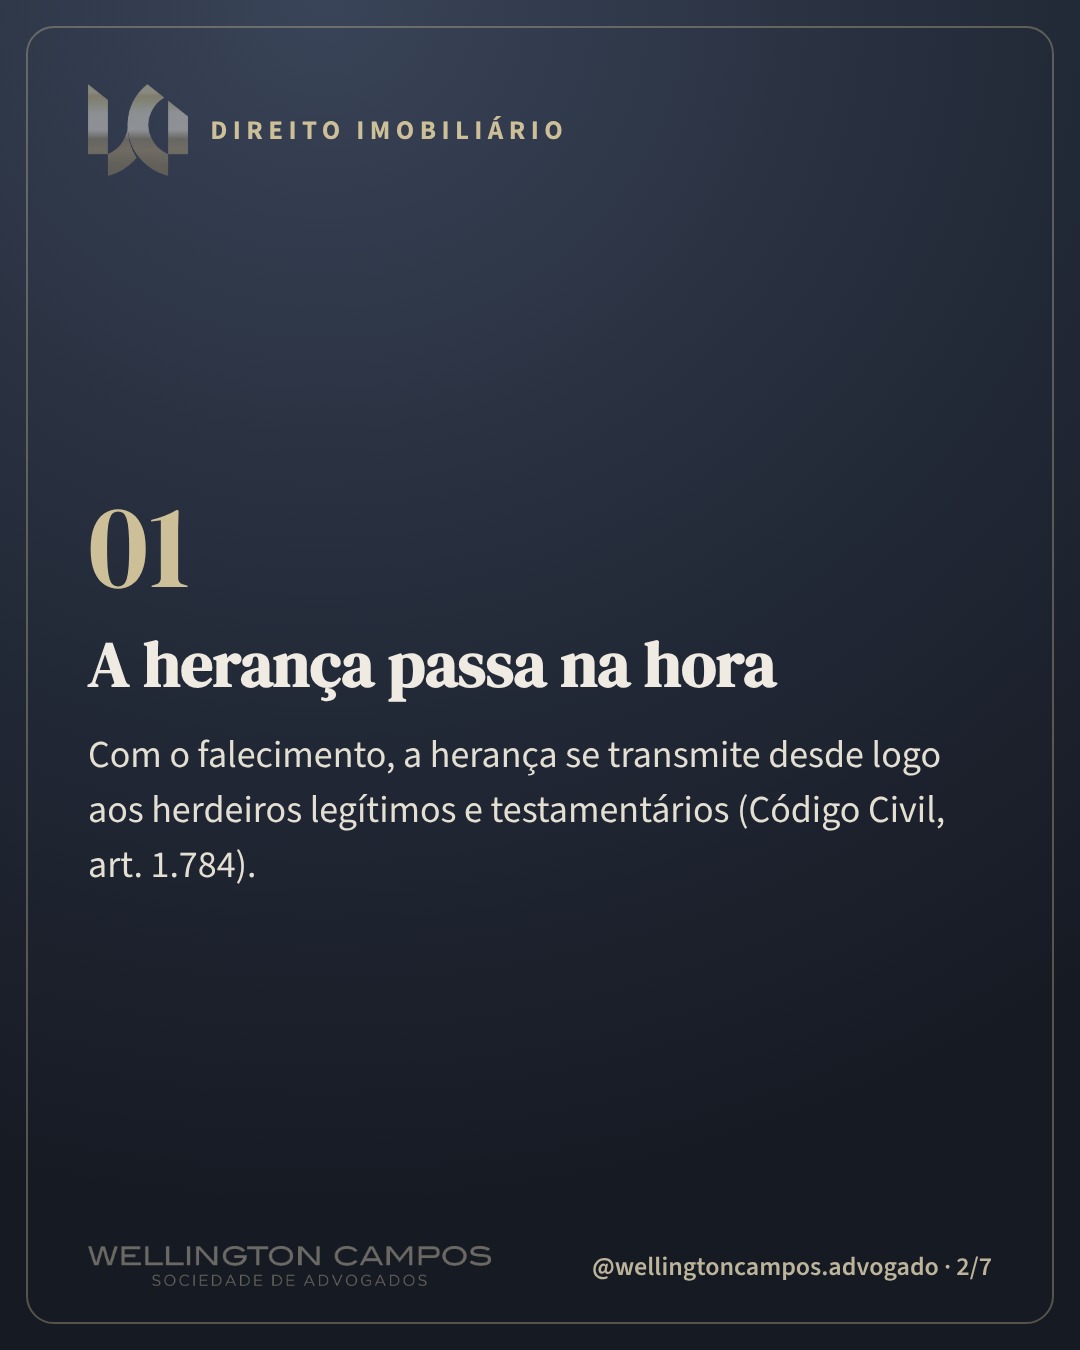 DIREITO IMOBILIÁRIO
01
A herança passa na hora
Com o falecimento, a herança se transmite desde logo
aos herdeiros legítimos e testamentários (Código Civil,
art. 1.784).
WELLINGTON CAMPOS
SOCIEDADE DE ADVOGADOS
@wellingtoncampos.advogado · 2/7